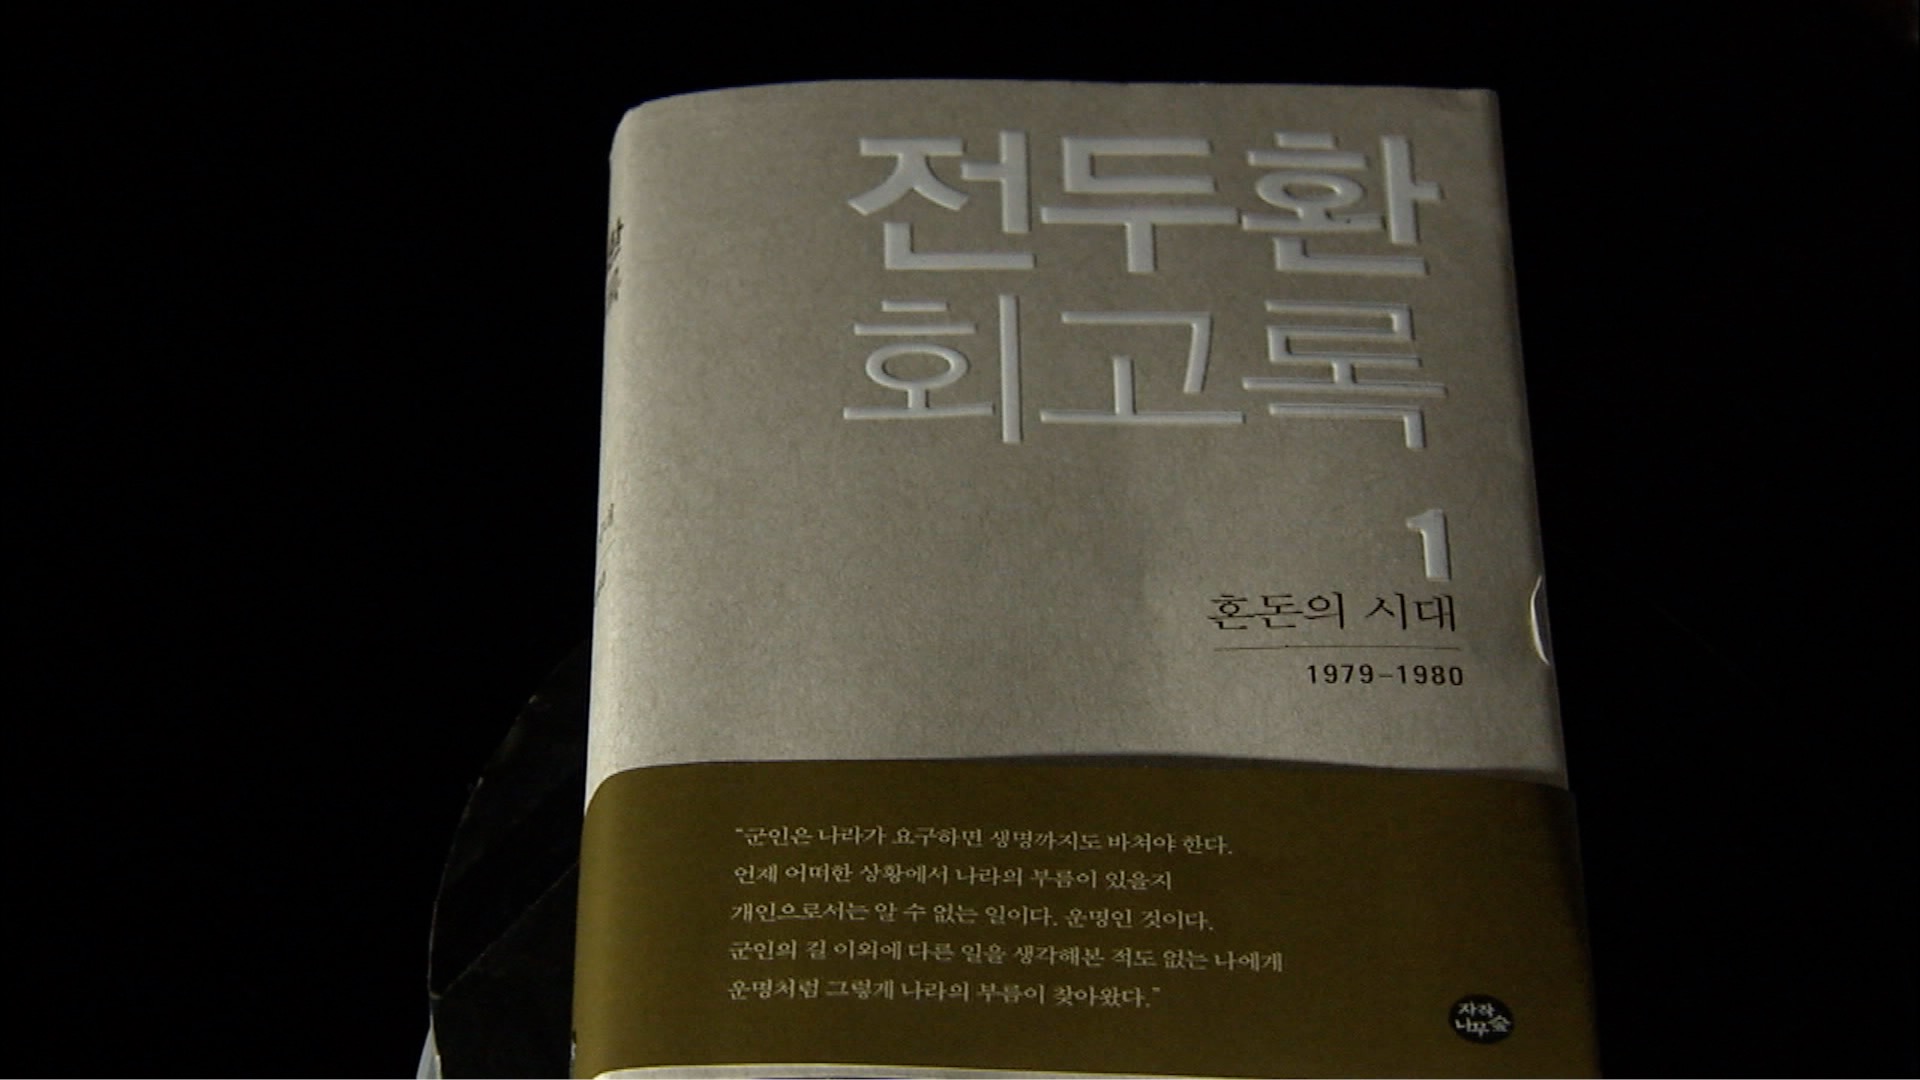 전두환
회고록
1
혼돈의 시대
1979-1980
"군인은 나라가 요구하면 생명까지도 바쳐야 한다.
언제 어떠한 상황에서 나라의 부름이 있을지
개인으로서는 알 수 없는 일이다. 운명인 것이다.
군인의 길 이외에 다른 일을 생각해본 적도 없는 나에게
운명처럼 그렇게 나라의 부름이 찾아왔다."
자작
나무숲